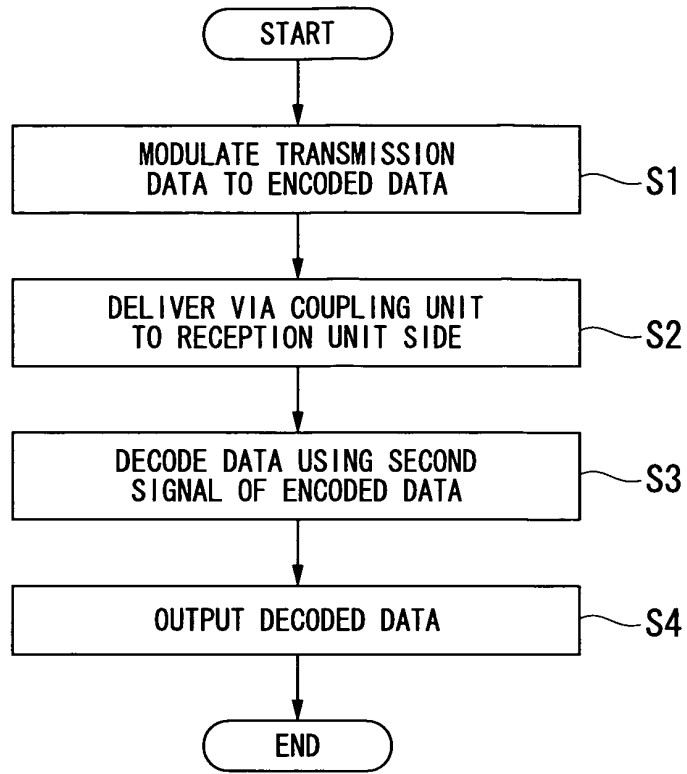 START
MODULATE TRANSMISSION
DATA TO ENCODED DATA
S1
DELIVER VIA COUPLING UNIT
TO RECEPTION UNIT SIDE
S2
DECODE DATA USING SECOND
SIGNAL OF ENCODED DATA
S3
OUTPUT DECODED DATA
S4
END